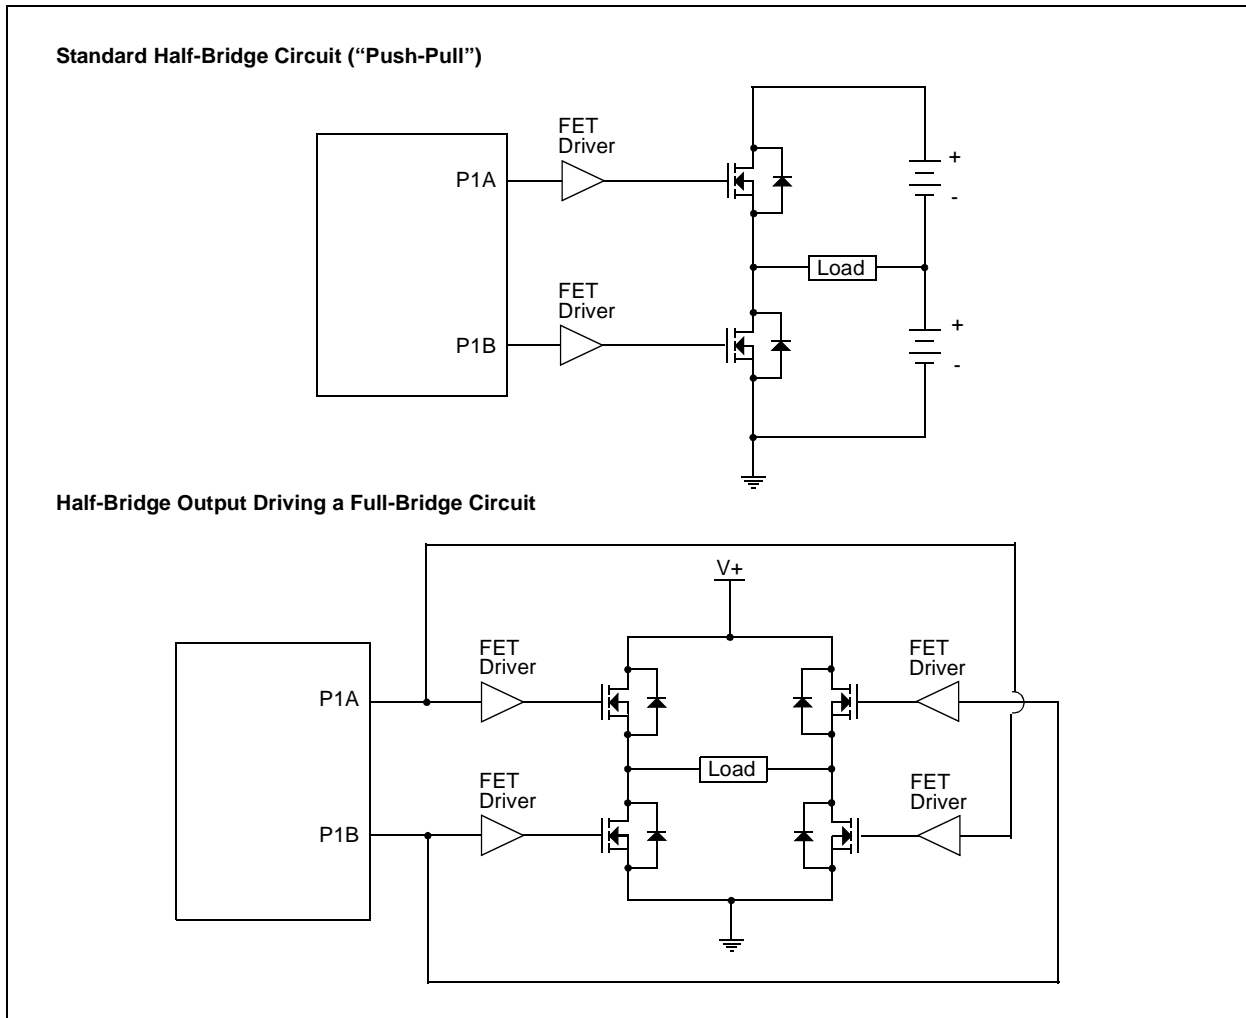 Standard Half-Bridge Circuit (“Push-Pull”)
FET
Driver
P1A
+
-
Load
FET
Driver
P1B
+
-
Half-Bridge Output Driving a Full-Bridge Circuit
V+
FET
Driver
FET
Driver
P1A
Load
FET
Driver
FET
Driver
P1B